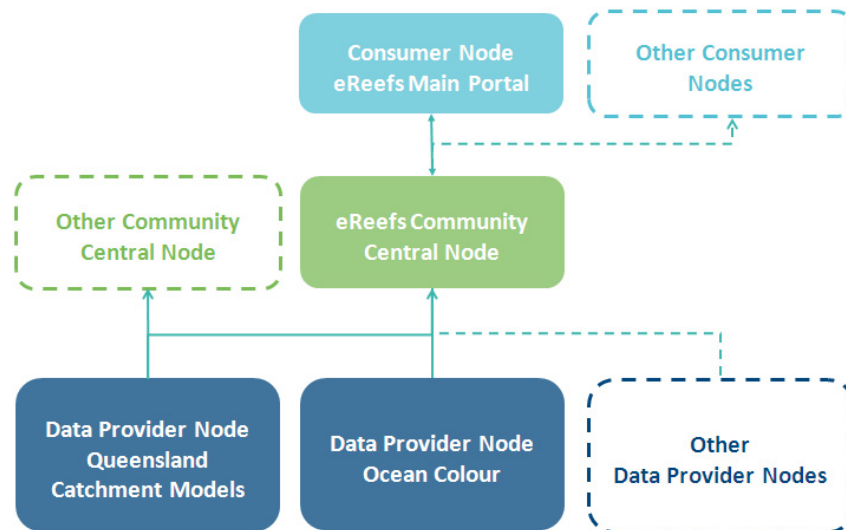 Consumer Node
eReefs Main Portal
Other Consumer
Nodes
Other Community
Central Node
eReefs Community
Central Node
Data Provider Node
Queensland
Catchment Models
Data Provider Node
Ocean Colour
Other
Data Provider Nodes